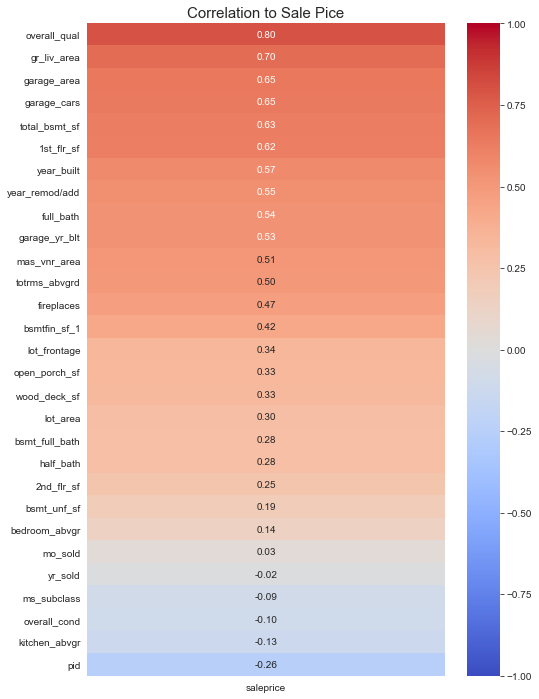 Correlation to Sale Pice
overall_qual 0.80
gr_liv_area 0.70
garage_area 0.65
garage_cars 0.65
total_bsmt_sf 0.63
1st_flr_sf 0.62
year_built 0.57
year_remod/add 0.55
full_bath 0.54
garage_yr_blt 0.53
mas_vnr_area 0.51
totrms_abvgrd 0.50
fireplaces 0.47
bsmtfin_sf_1 0.42
lot_frontage 0.34
open_porch_sf 0.33
wood_deck_sf 0.33
lot_area 0.30
bsmt_full_bath 0.28
half_bath 0.28
2nd_flr_sf 0.25
bsmt_unf_sf 0.19
bedroom_abvgr 0.14
mo_sold 0.03
yr_sold -0.02
ms_subclass -0.09
overall_cond -0.10
kitchen_abvgr -0.13
pid -0.26
saleprice
1.00
0.75
0.50
0.25
0.00
−0.25
−0.50
−0.75
−1.00